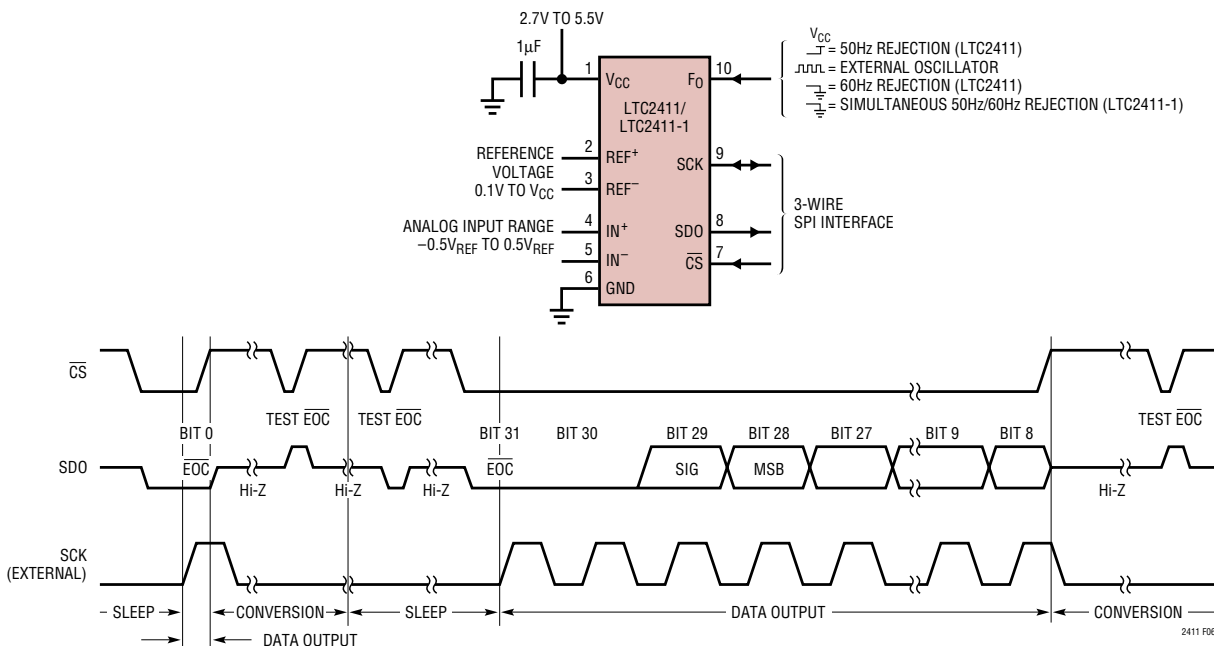 2.7V TO 5.5V
1µF
1
VCC
LTC2411/
LTC2411-1
FO
10
VCC
= 50Hz REJECTION (LTC2411)
= EXTERNAL OSCILLATOR
= 60Hz REJECTION (LTC2411)
= SIMULTANEOUS 50Hz/60Hz REJECTION (LTC2411-1)
REFERENCE
VOLTAGE
0.1V TO VCC
2
REF+
3
REF–
SCK
9
ANALOG INPUT RANGE
–0.5VREF TO 0.5VREF
4
IN+
5
IN–
SDO
8
CS
7
3-WIRE
SPI INTERFACE
6
GND
CS
TEST EOC
TEST EOC
TEST EOC
BIT 0
BIT 31
BIT 30
BIT 29
BIT 28
BIT 27
BIT 9
BIT 8
SDO
EOC
EOC
SIG
MSB
Hi-Z
Hi-Z
Hi-Z
Hi-Z
SCK
(EXTERNAL)
SLEEP
CONVERSION
SLEEP
DATA OUTPUT
CONVERSION
DATA OUTPUT
2411 F06